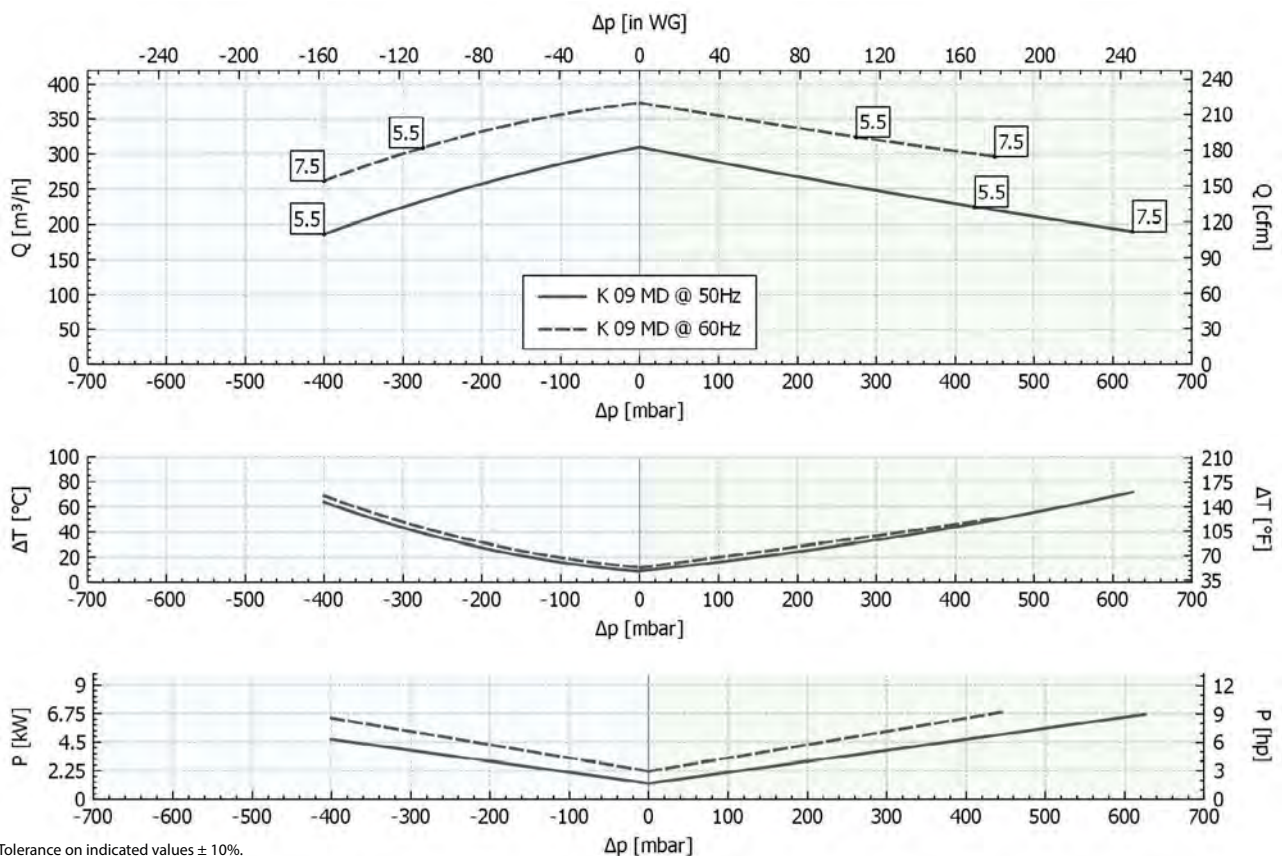 Δp [in WG]
-240 -200 -160 -120 -80 -40 0 40 80 120 160 200 240
400 350 300 250 200 150 100 50 0
Q [m³/h]
240 210 180 150 120 90 60 30 0
Q [cfm]
7.5 5.5 5.5 7.5
5.5 5.5 7.5
K 09 MD @ 50Hz
K 09 MD @ 60Hz
-700 -600 -500 -400 -300 -200 -100 0 100 200 300 400 500 600 700
Δp [mbar]
100 80 60 40 20 0
ΔT [°C]
210 175 140 105 70 35
ΔT [°F]
-700 -600 -500 -400 -300 -200 -100 0 100 200 300 400 500 600 700
Δp [mbar]
9 6.75 4.5 2.25 0
P [kW]
12 9 6 3 0
P [hp]
-700 -600 -500 -400 -300 -200 -100 0 100 200 300 400 500 600 700
Δp [mbar]
Tolerance on indicated values ± 10%.